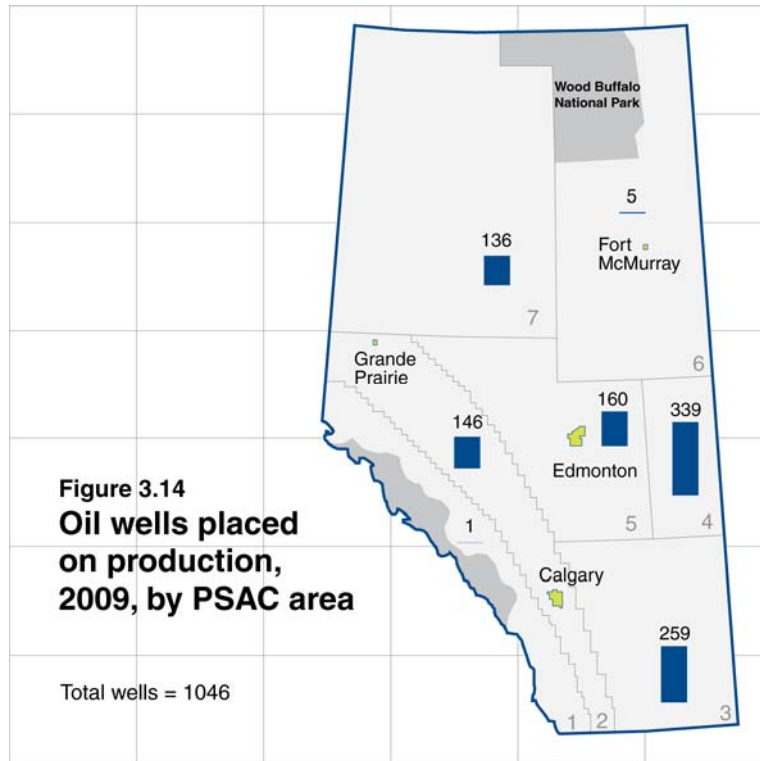 Wood Buffalo
National Park
5
136
Fort
McMurray
7
Grande
Prairie
6
160
339
146
Edmonton
Figure 3.14
Oil wells placed
on production,
2009, by PSAC area
1
5
4
Calgary
259
Total wells = 1046
1
2
3